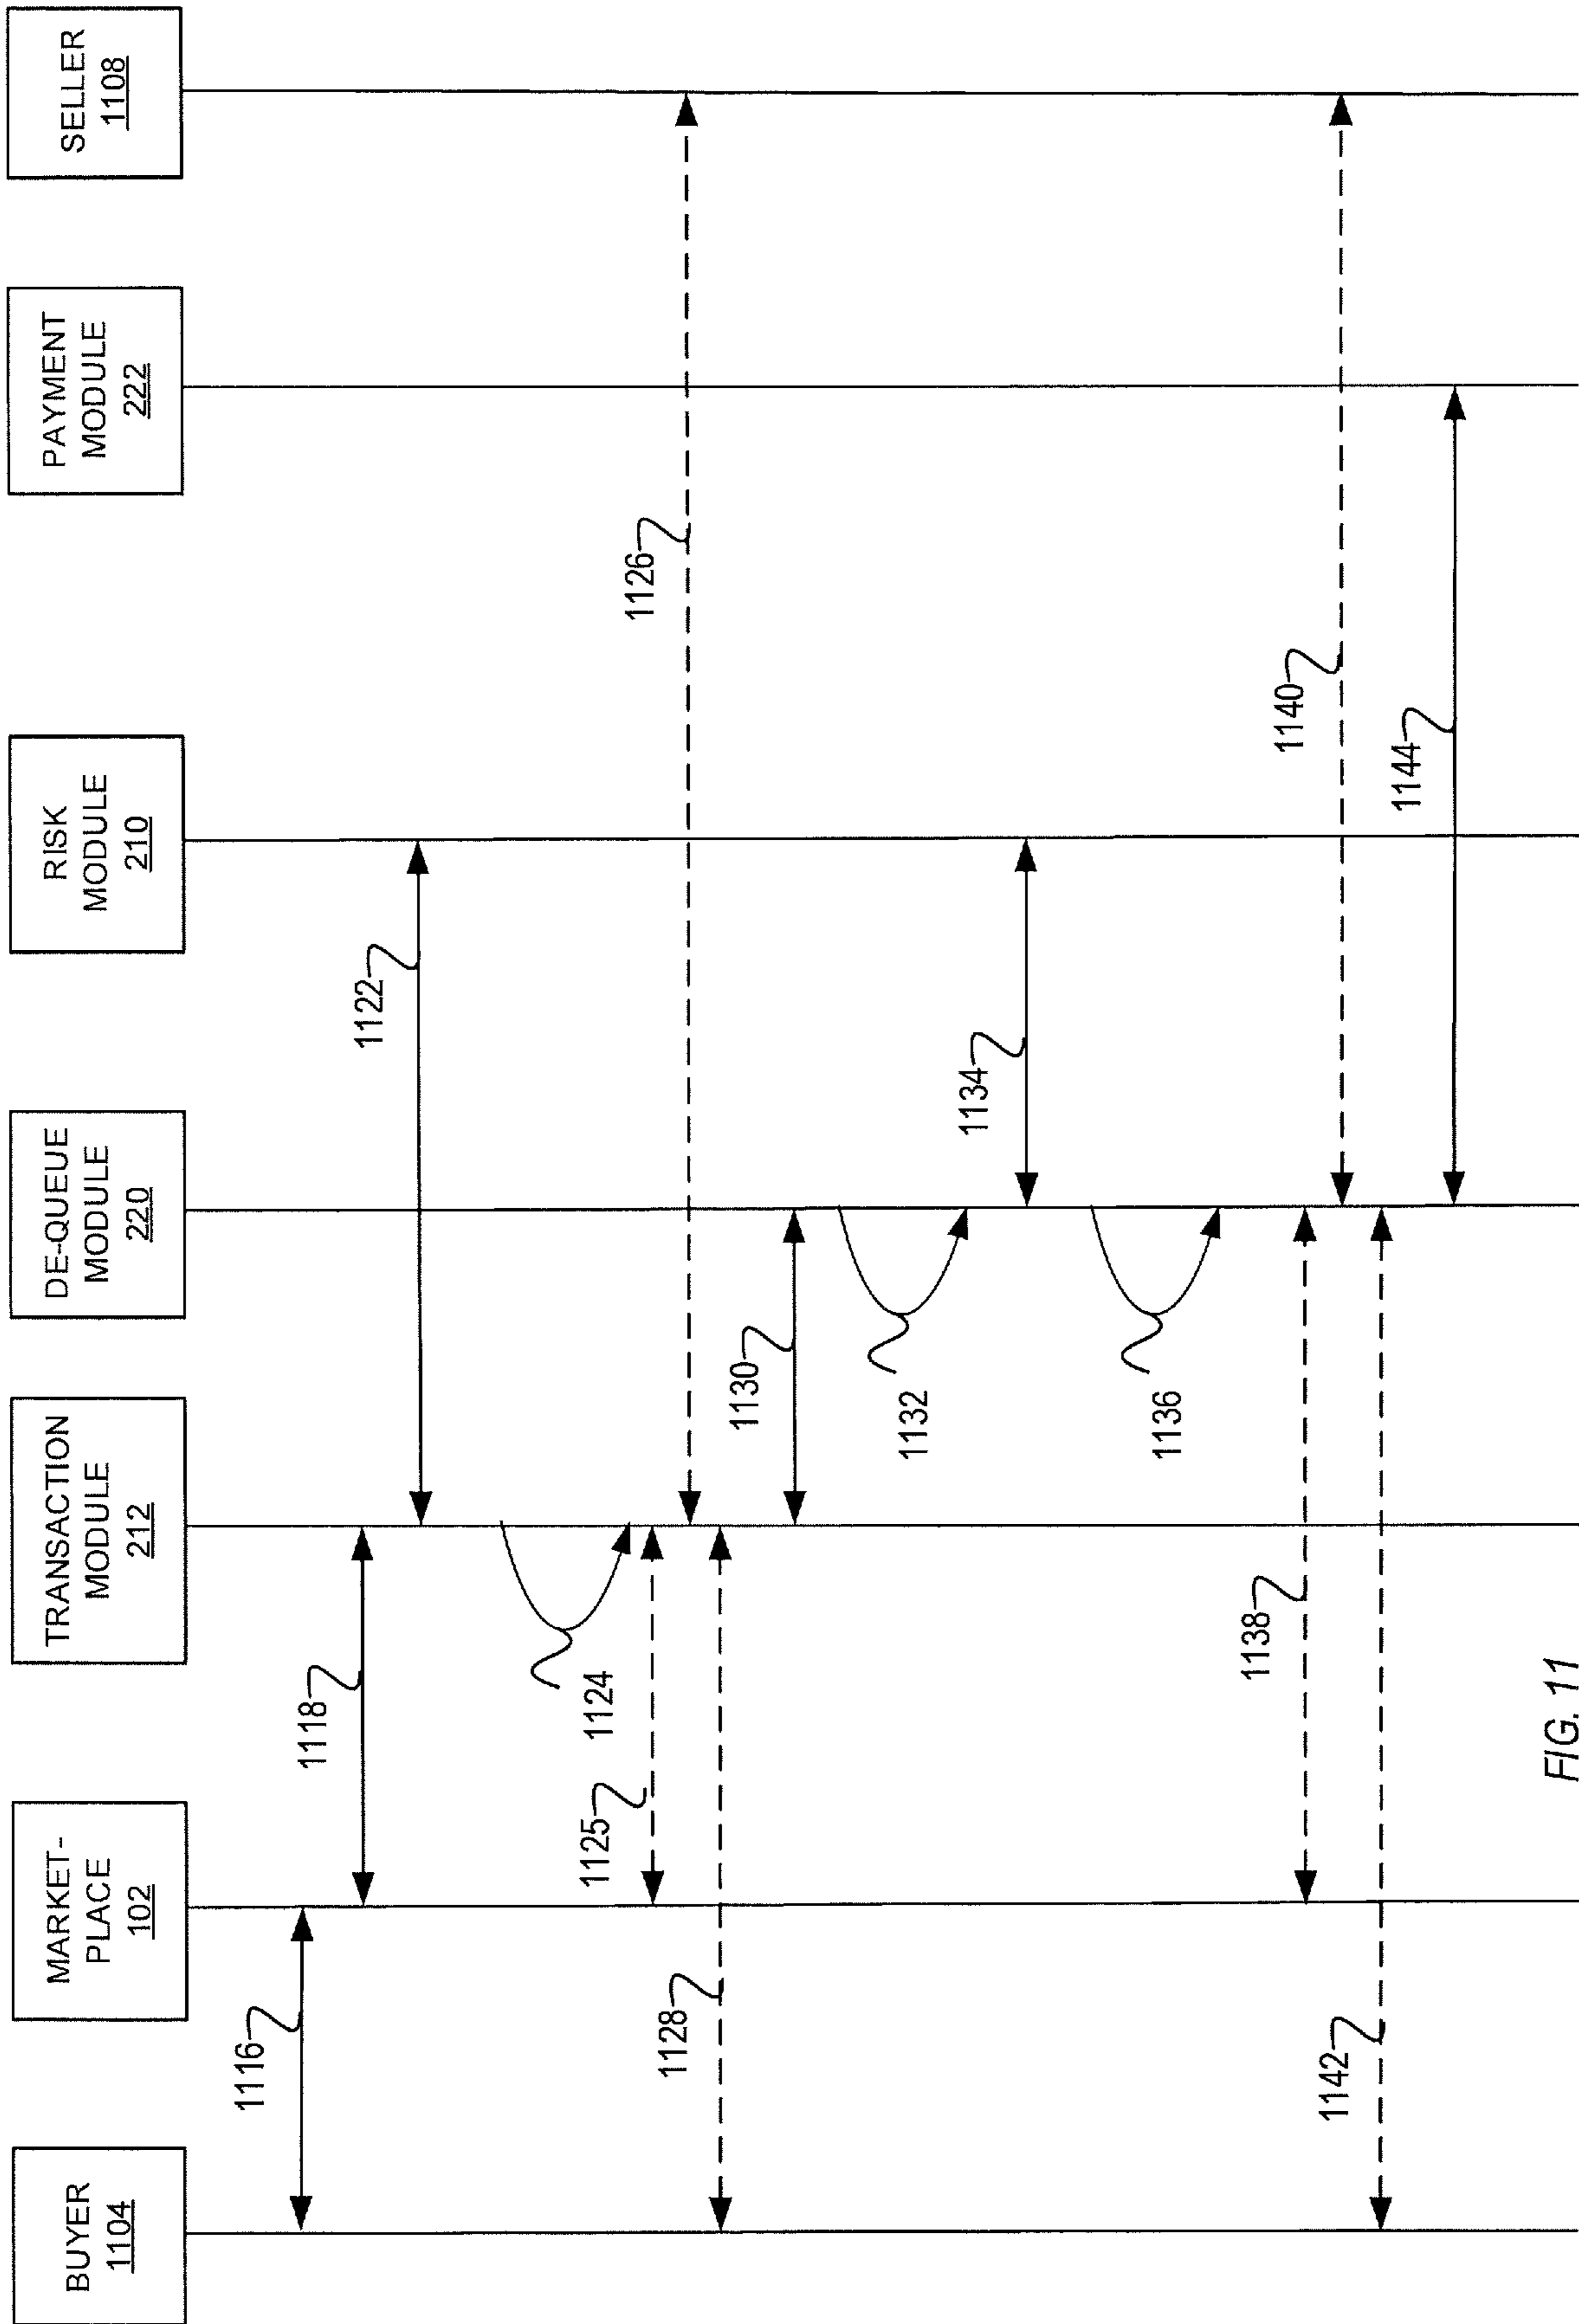 BUYER
1104
MARKET-
PLACE
102
TRANSACTION
MODULE
212
DE-QUEUE
MODULE
220
RISK
MODULE
210
PAYMENT
MODULE
222
SELLER
1108
1116
1118
1122
1124
1125
1126
1128
1130
1132
1134
1136
1138
1140
1142
1144
FIG. 11